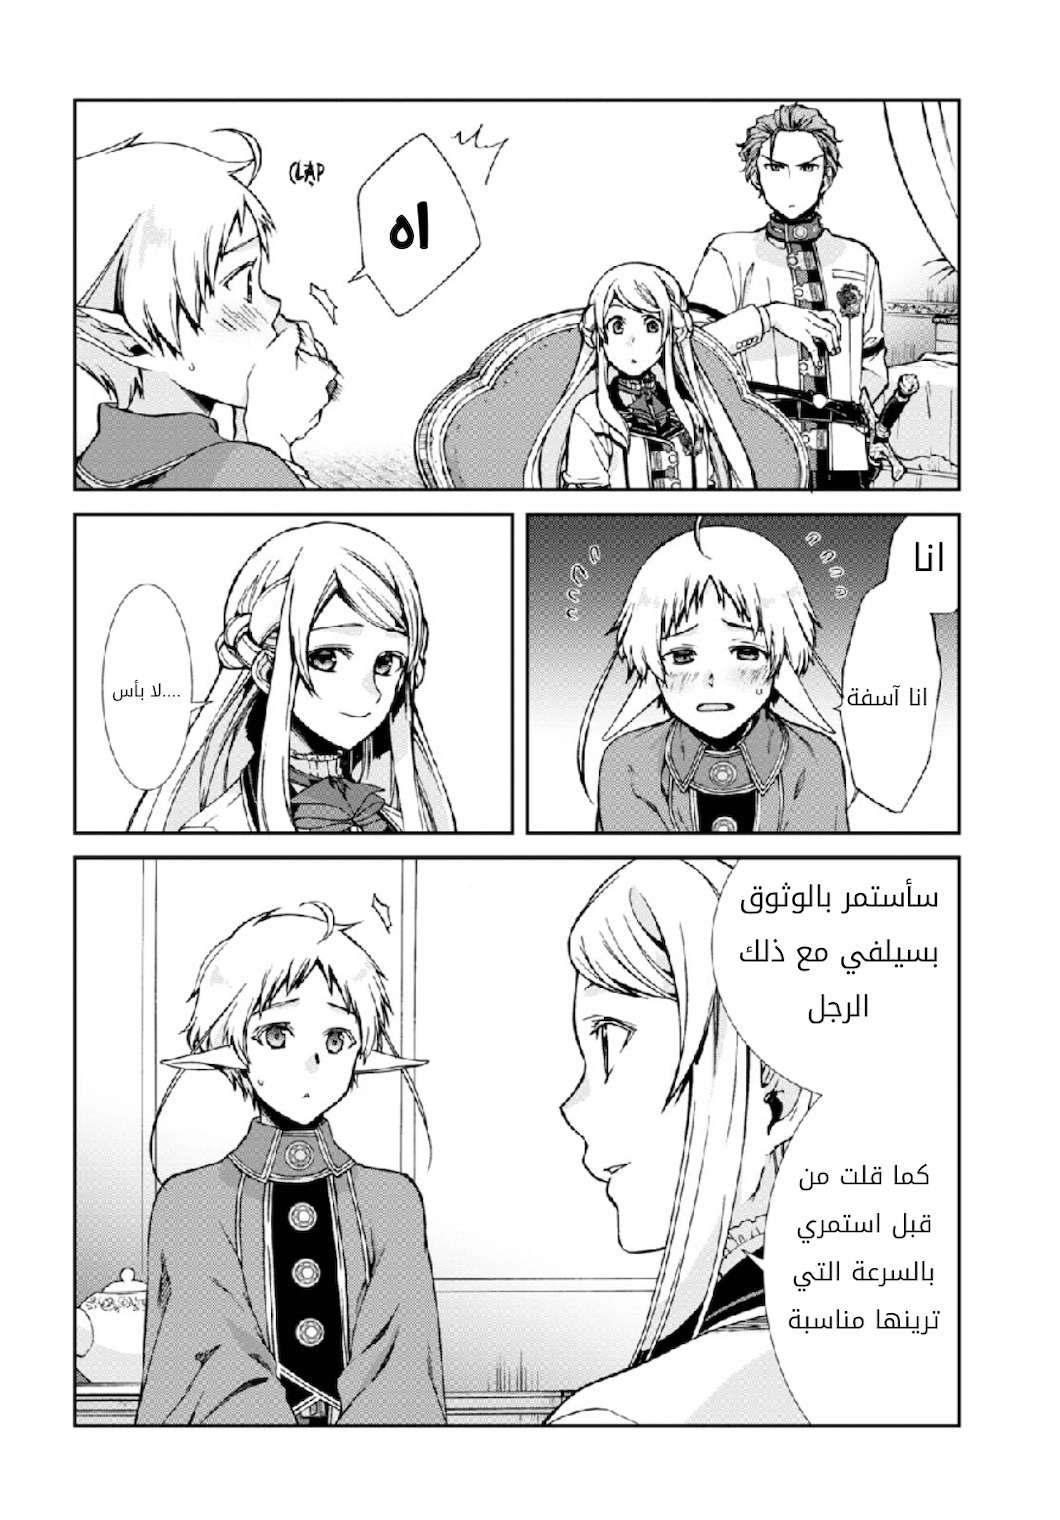 CLAP
اه
انا
انا آسفة
....لا بأس
سأستمر بالوثوق
بسيلفي مع ذلك
الرجل
كما قلت من
قبل استمري
بالسرعة التي
ترينها مناسبة